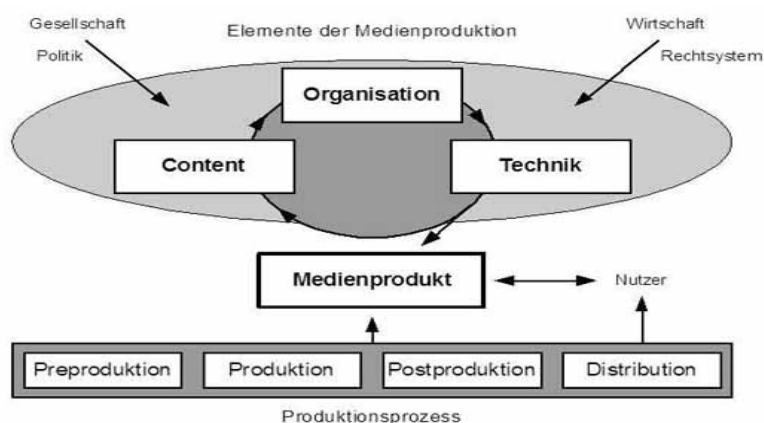 Gesellschaft
Elemente der Medienproduktion
Wirtschaft
Politik
Rechtsystem
Organisation
Content
Technik
Medienprodukt
Nutzer
Preproduktion
Produktion
Postproduktion
Distribution
Produktionsprozess